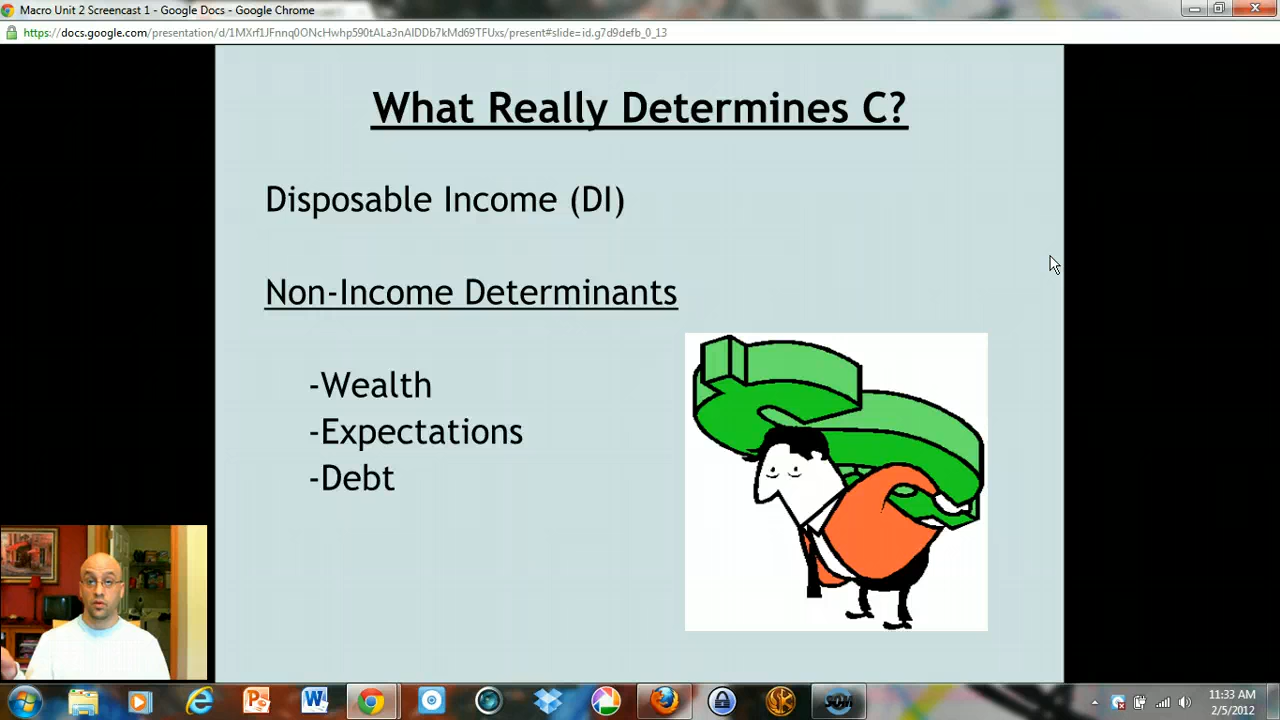 Macro Unit 2 Screencast 1 - Google Docs - Google Chrome
https://docs.google.com/presentation/d/1MXrf1JFnnq0ONcHwhp590tALa3nAlDDb7kMd69TFUxs/present#slide=id.g7d9defb_0_13
What Really Determines C?
Disposable Income (DI)
Non-Income Determinants
-Wealth
-Expectations
-Debt
11:33 AM
2/5/2012